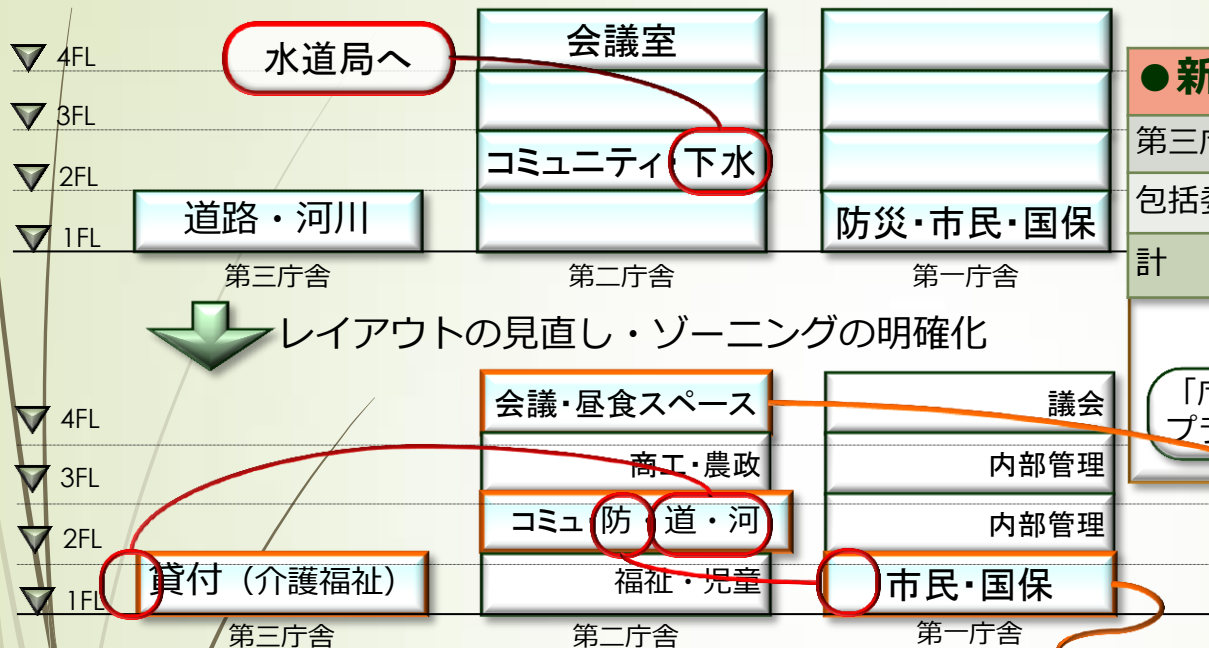 会議室
4FL
水道局へ
3FL
コミュニティ・下水
2FL
道路・河川
防災・市民・国保
1FL
第三庁舎
第二庁舎
第一庁舎
●新
第三
包括
計
レイアウトの見直し・ゾーニングの明確化
会議・昼食スペース
議会
4FL
「庁
プラ
商工・農政
内部管理
3FL
コミュ・防・道・河
内部管理
2FL
貸付（介護福祉）
福祉・児童
市民・国保
1FL
第三庁舎
第二庁舎
第一庁舎